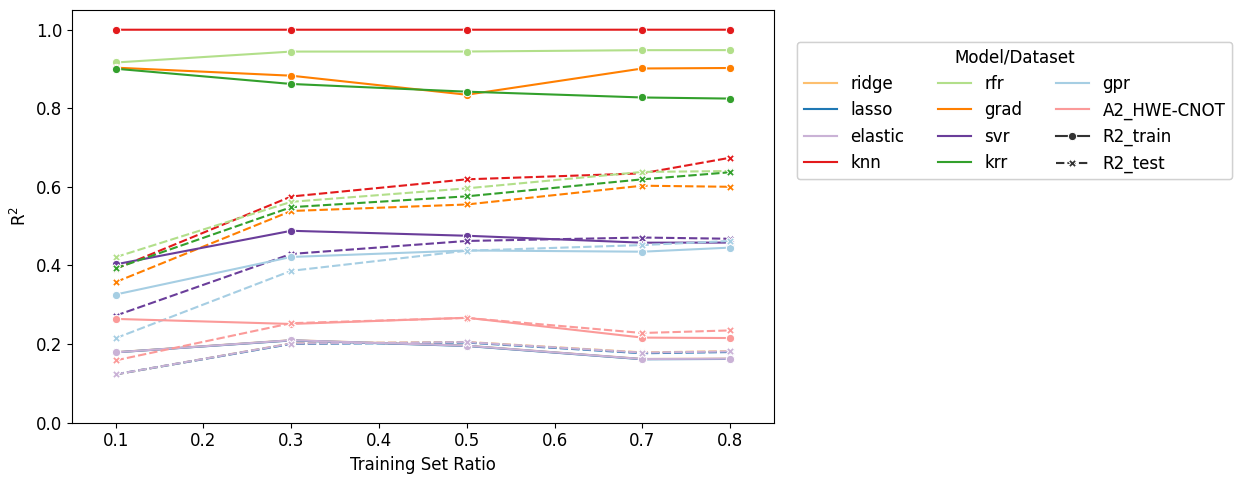 1.0
0.8
0.6
0.4
0.2
0.0
R²
0.1 0.2 0.3 0.4 0.5 0.6 0.7 0.8
Training Set Ratio
Model/Dataset
ridge rfr gpr
lasso grad A2_HWE-CNOT
elastic svr R2_train
knn krr R2_test